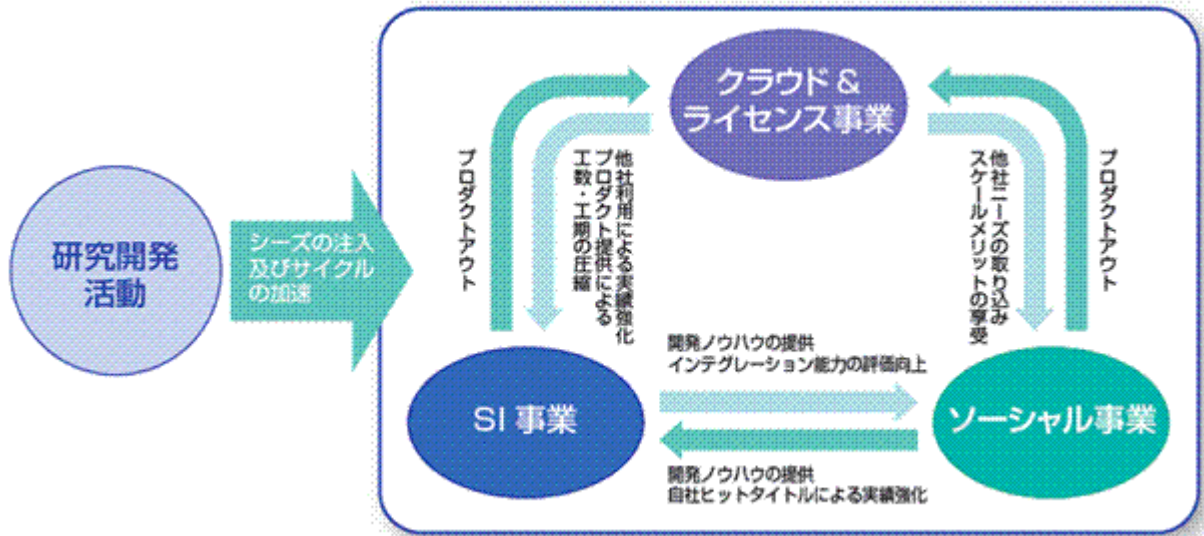 クラウド &
ライセンス事業
プロダクトアウト
他社利用による実績強化
プロダクト提供による
工数・工期の圧縮
他社ニーズの取り込み
スケールメリットの享受
プロダクトアウト
研究開発
活動
シーズの注入
及びサイクル
の加速
開発ノウハウの提供
インテグレーション能力の評価向上
SI 事業
ソーシャル事業
開発ノウハウの提供
自社ヒットタイトルによる実績強化